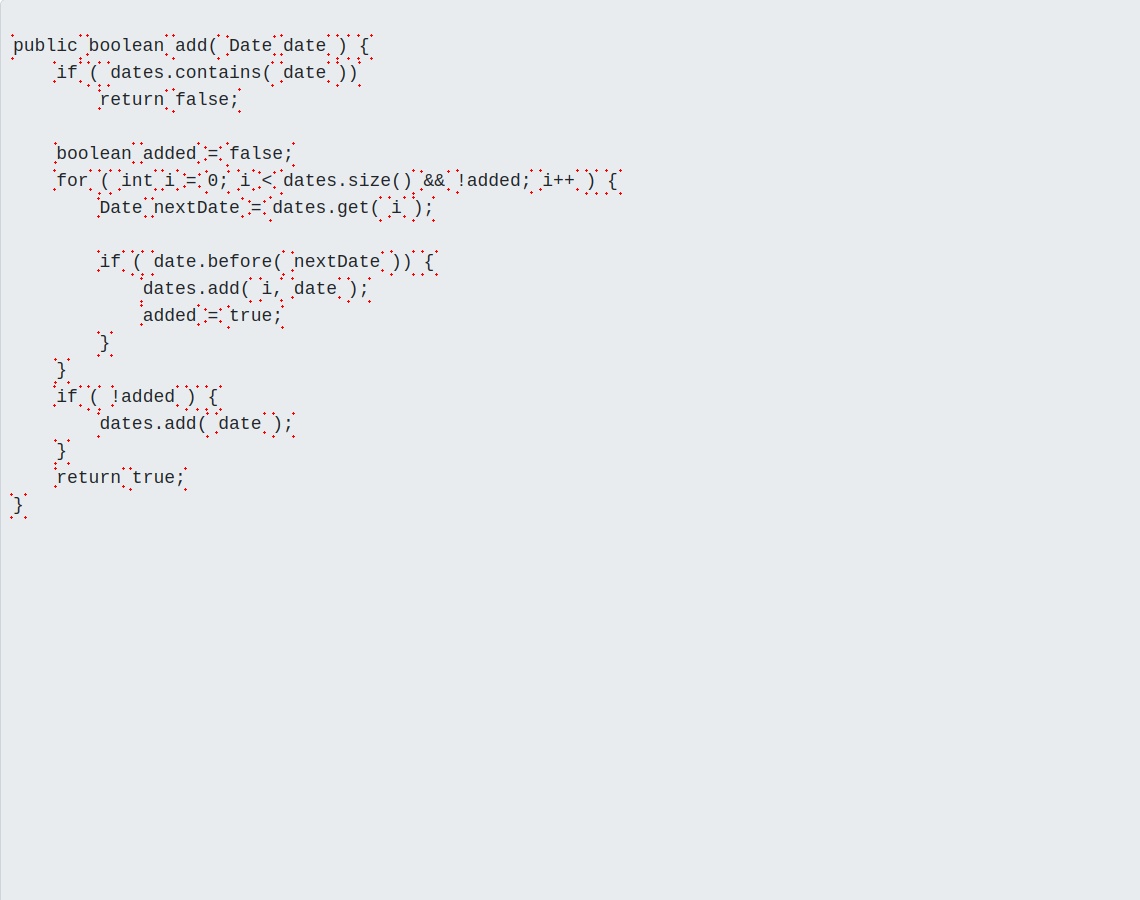 public boolean add( Date date ) {
    if ( dates.contains( date ))
        return false;

    boolean added = false;
    for ( int i = 0; i < dates.size() && !added; i++ ) {
        Date nextDate = dates.get( i );

        if ( date.before( nextDate )) {
            dates.add( i, date );
            added = true;
        }
    }
    if ( !added ) {
        dates.add( date );
    }
    return true;
}